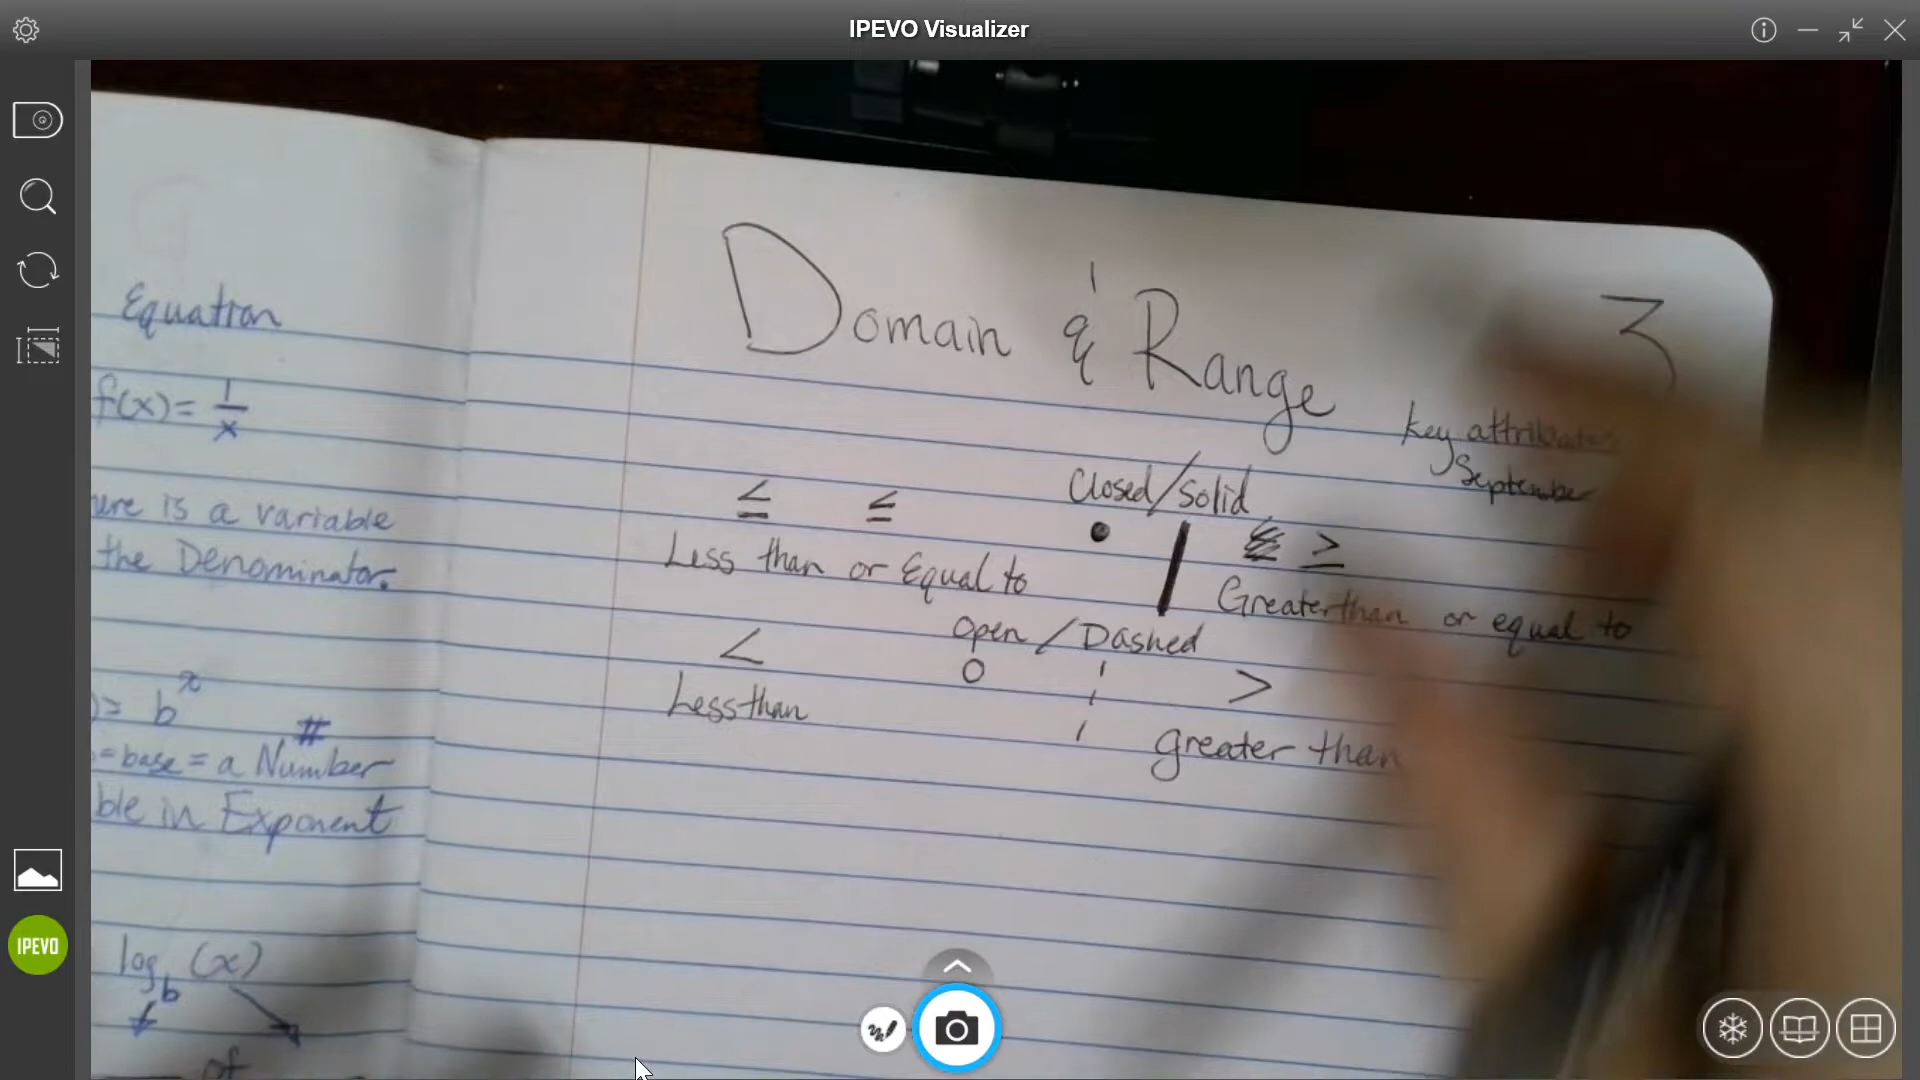 IPEVO Visualizer
Equation
f(x)= 1/x
is a variable
the Denominator.
= b^x
#
=base = a Number
in Exponent
log_b (x)
of
Domain & Range
3
key attributes
September
≤ ≤
Closed/solid
≥
Less than or Equal to
Greater than or equal to
<
open / Dashed
>
Less than
greater than
IPEVO